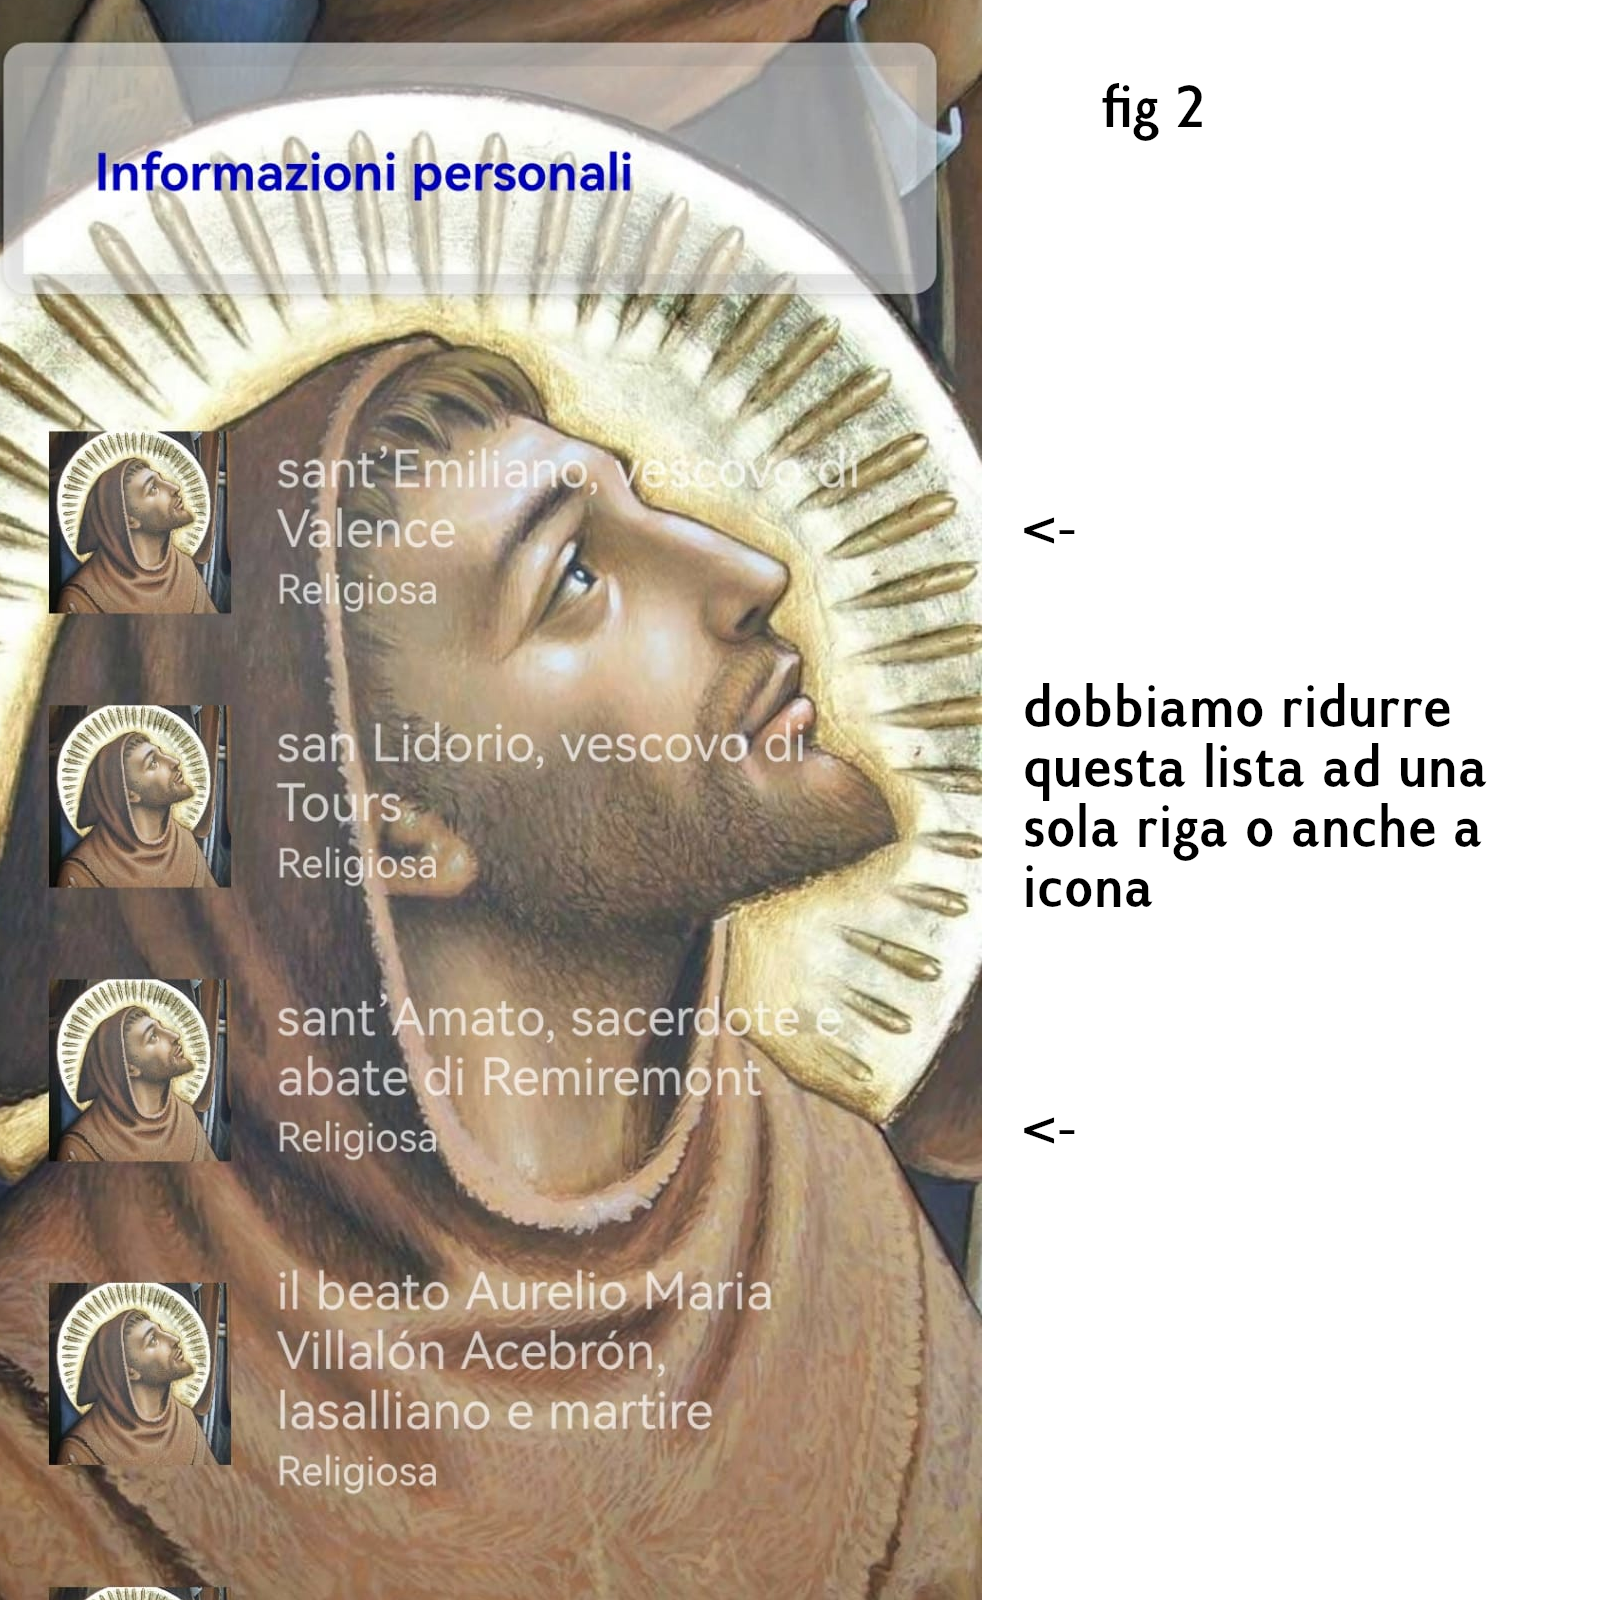 fig 2
Informazioni personali
sant’Emiliano, vescovo di
Valence
Religiosa
<-
san Lidorio, vescovo di
Tours
Religiosa
dobbiamo ridurre
questa lista ad una
sola riga o anche a
icona
sant’Amato, sacerdote e
abate di Remiremont
Religiosa
<-
il beato Aurelio Maria
Villalón Acebrón,
lasalliano e martire
Religiosa